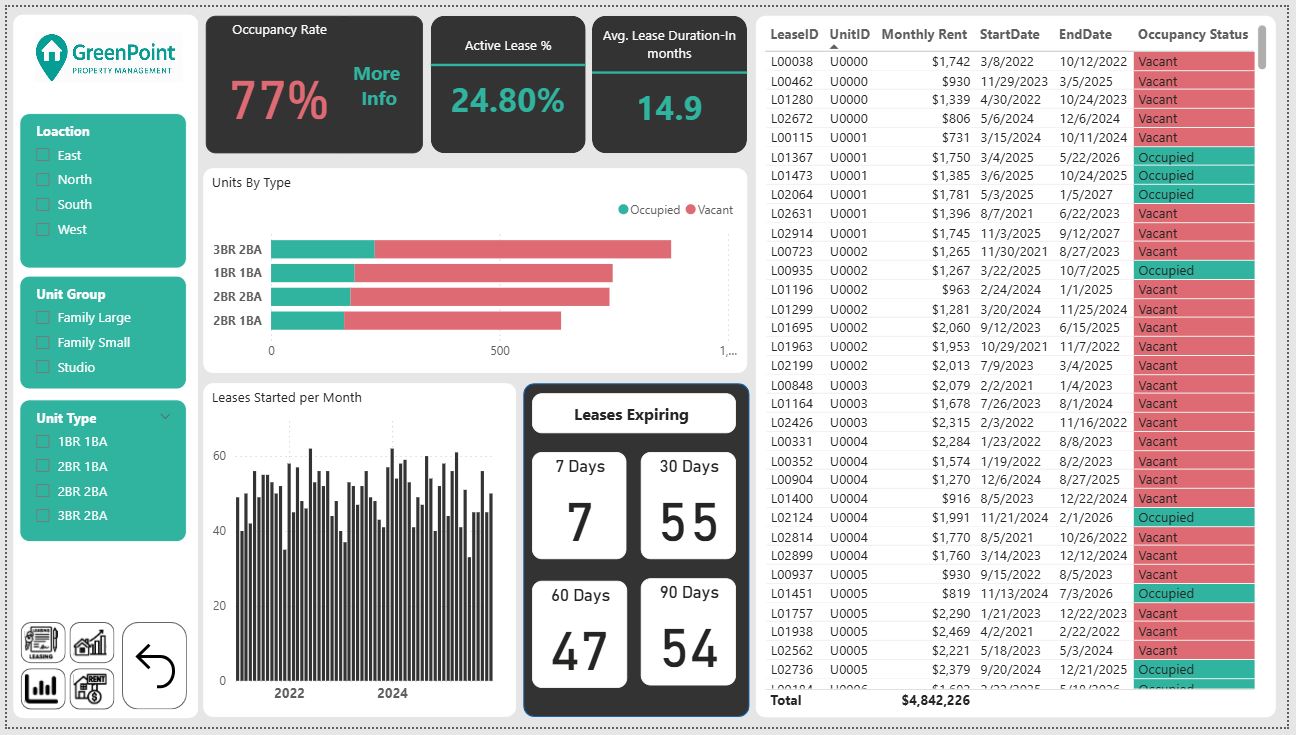 GreenPoint
PROPERTY MANAGEMENT
Loaction
East
North
South
West
Unit Group
Family Large
Family Small
Studio
Unit Type
1BR 1BA
2BR 1BA
2BR 2BA
3BR 2BA
LEASING
RENT
Occupancy Rate
77%
More
Info
Active Lease %
24.80%
Avg. Lease Duration-In
months
14.9
Units By Type
Occupied Vacant
3BR 2BA
1BR 1BA
2BR 2BA
2BR 1BA
0 500 1,...
Leases Started per Month
60
40
20
0
2022 2024
Leases Expiring
7 Days 30 Days
7 55
60 Days 90 Days
47 54
LeaseID UnitID Monthly Rent StartDate EndDate Occupancy Status
L00038 U0000 $1,742 3/8/2022 10/12/2022 Vacant
L00462 U0000 $930 11/29/2023 3/5/2025 Vacant
L01280 U0000 $1,339 4/30/2022 10/24/2023 Vacant
L02672 U0000 $806 5/6/2024 12/6/2024 Vacant
L00115 U0001 $731 3/15/2024 10/11/2024 Vacant
L01367 U0001 $1,750 3/4/2025 5/22/2026 Occupied
L01473 U0001 $1,385 3/6/2025 10/24/2025 Occupied
L02064 U0001 $1,781 5/3/2025 1/5/2027 Occupied
L02631 U0001 $1,396 8/7/2021 6/22/2023 Vacant
L02914 U0001 $1,745 11/3/2025 9/12/2027 Vacant
L00723 U0002 $1,265 11/30/2021 8/27/2023 Vacant
L00935 U0002 $1,267 3/22/2025 10/7/2025 Occupied
L01196 U0002 $963 2/24/2024 1/1/2025 Vacant
L01299 U0002 $1,281 3/20/2024 11/25/2024 Vacant
L01695 U0002 $2,060 9/12/2023 6/15/2025 Vacant
L01963 U0002 $1,953 10/29/2021 11/7/2022 Vacant
L02199 U0002 $2,013 7/9/2023 3/4/2025 Vacant
L00848 U0003 $2,079 2/2/2021 1/4/2023 Vacant
L01164 U0003 $1,678 7/26/2023 8/1/2024 Vacant
L02426 U0003 $2,315 2/3/2022 11/16/2022 Vacant
L00331 U0004 $2,284 1/23/2022 8/8/2023 Vacant
L00352 U0004 $1,574 1/19/2022 8/2/2023 Vacant
L00904 U0004 $1,270 12/6/2024 8/27/2025 Vacant
L01400 U0004 $916 8/5/2023 12/22/2024 Vacant
L02124 U0004 $1,991 11/21/2024 2/1/2026 Occupied
L02814 U0004 $1,770 8/5/2021 10/26/2022 Vacant
L02899 U0004 $1,760 3/14/2023 12/12/2024 Vacant
L00937 U0005 $930 9/15/2022 8/5/2023 Vacant
L01451 U0005 $819 11/13/2024 7/3/2026 Occupied
L01757 U0005 $2,290 1/21/2023 12/22/2023 Vacant
L01938 U0005 $2,469 4/2/2021 2/22/2022 Vacant
L02562 U0005 $2,221 5/18/2023 5/3/2024 Vacant
L02736 U0005 $2,379 9/20/2024 12/21/2025 Occupied
Total $4,842,226